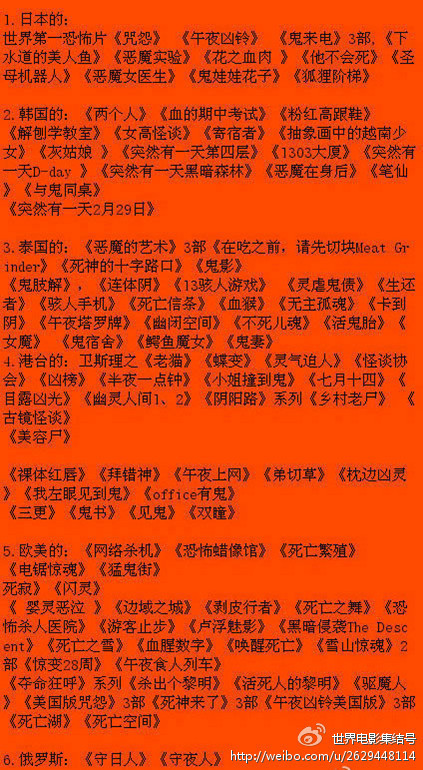 1.日本的：
世界第一恐怖片《咒怨》 《午夜凶铃》 《鬼来电》3部,《下
水道的美人鱼》《恶魔实验》《花之血肉 》《他不会死》《圣
母机器人》《恶魔女医生》《鬼娃娃花子》《狐狸阶梯》
2.韩国的：《两个人》《血的期中考试》《粉红高跟鞋》
《解刨学教室》《女高怪谈》《寄宿者》《抽象画中的越南少
女》《灰姑娘 》《突然有一天第四层》《1303大厦》《突然有
一天D-day 》《突然有一天黑暗森林》《恶魔在身后》《笔仙
》《与鬼同桌》
《突然有一天2月29日》
3.泰国的：《恶魔的艺术》3部《在吃之前，请先切块Meat Gr
inder》《死神的十字路口》《鬼影》
《鬼肢解》，《连体阴》《13骇人游戏》 《灵虐鬼债》《生还
者》《骇人手机》《死亡信条》《血猴》《无主孤魂》《卡到
阴》《午夜塔罗牌》《幽闭空间》《不死儿魂》《活鬼胎》《
女魔》 《鬼宿舍》《鳄鱼魔女》《鬼妻》
4.港台的：卫斯理之《老猫》《蝶变》《灵气迫人》《怪谈协
会》《凶榜》《半夜一点钟》《小姐撞到鬼》《七月十四》《
目露凶光》《幽灵人间1、2》《阴阳路》系列《乡村老尸》 《
古镜怪谈》
《美容尸》
《裸体红唇》《拜错神》《午夜上网》《弟切草》《枕边凶灵
》《我左眼见到鬼》《office有鬼》
《三更》《鬼书》《见鬼》《双瞳》
5.欧美的：《网络杀机》《恐怖蜡像馆》《死亡繁殖》
《电锯惊魂》《猛鬼街》
死寂》《闪灵》
《 婴灵恶泣 》《边域之城》《剥皮行者》《死亡之舞》《恐
怖杀人医院》《游客止步》《卢浮魅影》《黑暗侵袭The Desc
ent》《死亡之雪》《血腥数字》《唤醒死亡》《雪山惊魂》2
部《惊变28周》《午夜食人列车》
《夺命狂呼》系列《杀出个黎明》《活死人的黎明》《驱魔人
》《美国版咒怨》3部《死神来了》3部《午夜凶铃美国版》3部
《死亡湖》《死亡空间》
6.俄罗斯：《守日人》《守夜人》
世界电影集结号
http://weibo.com/u/2629448114